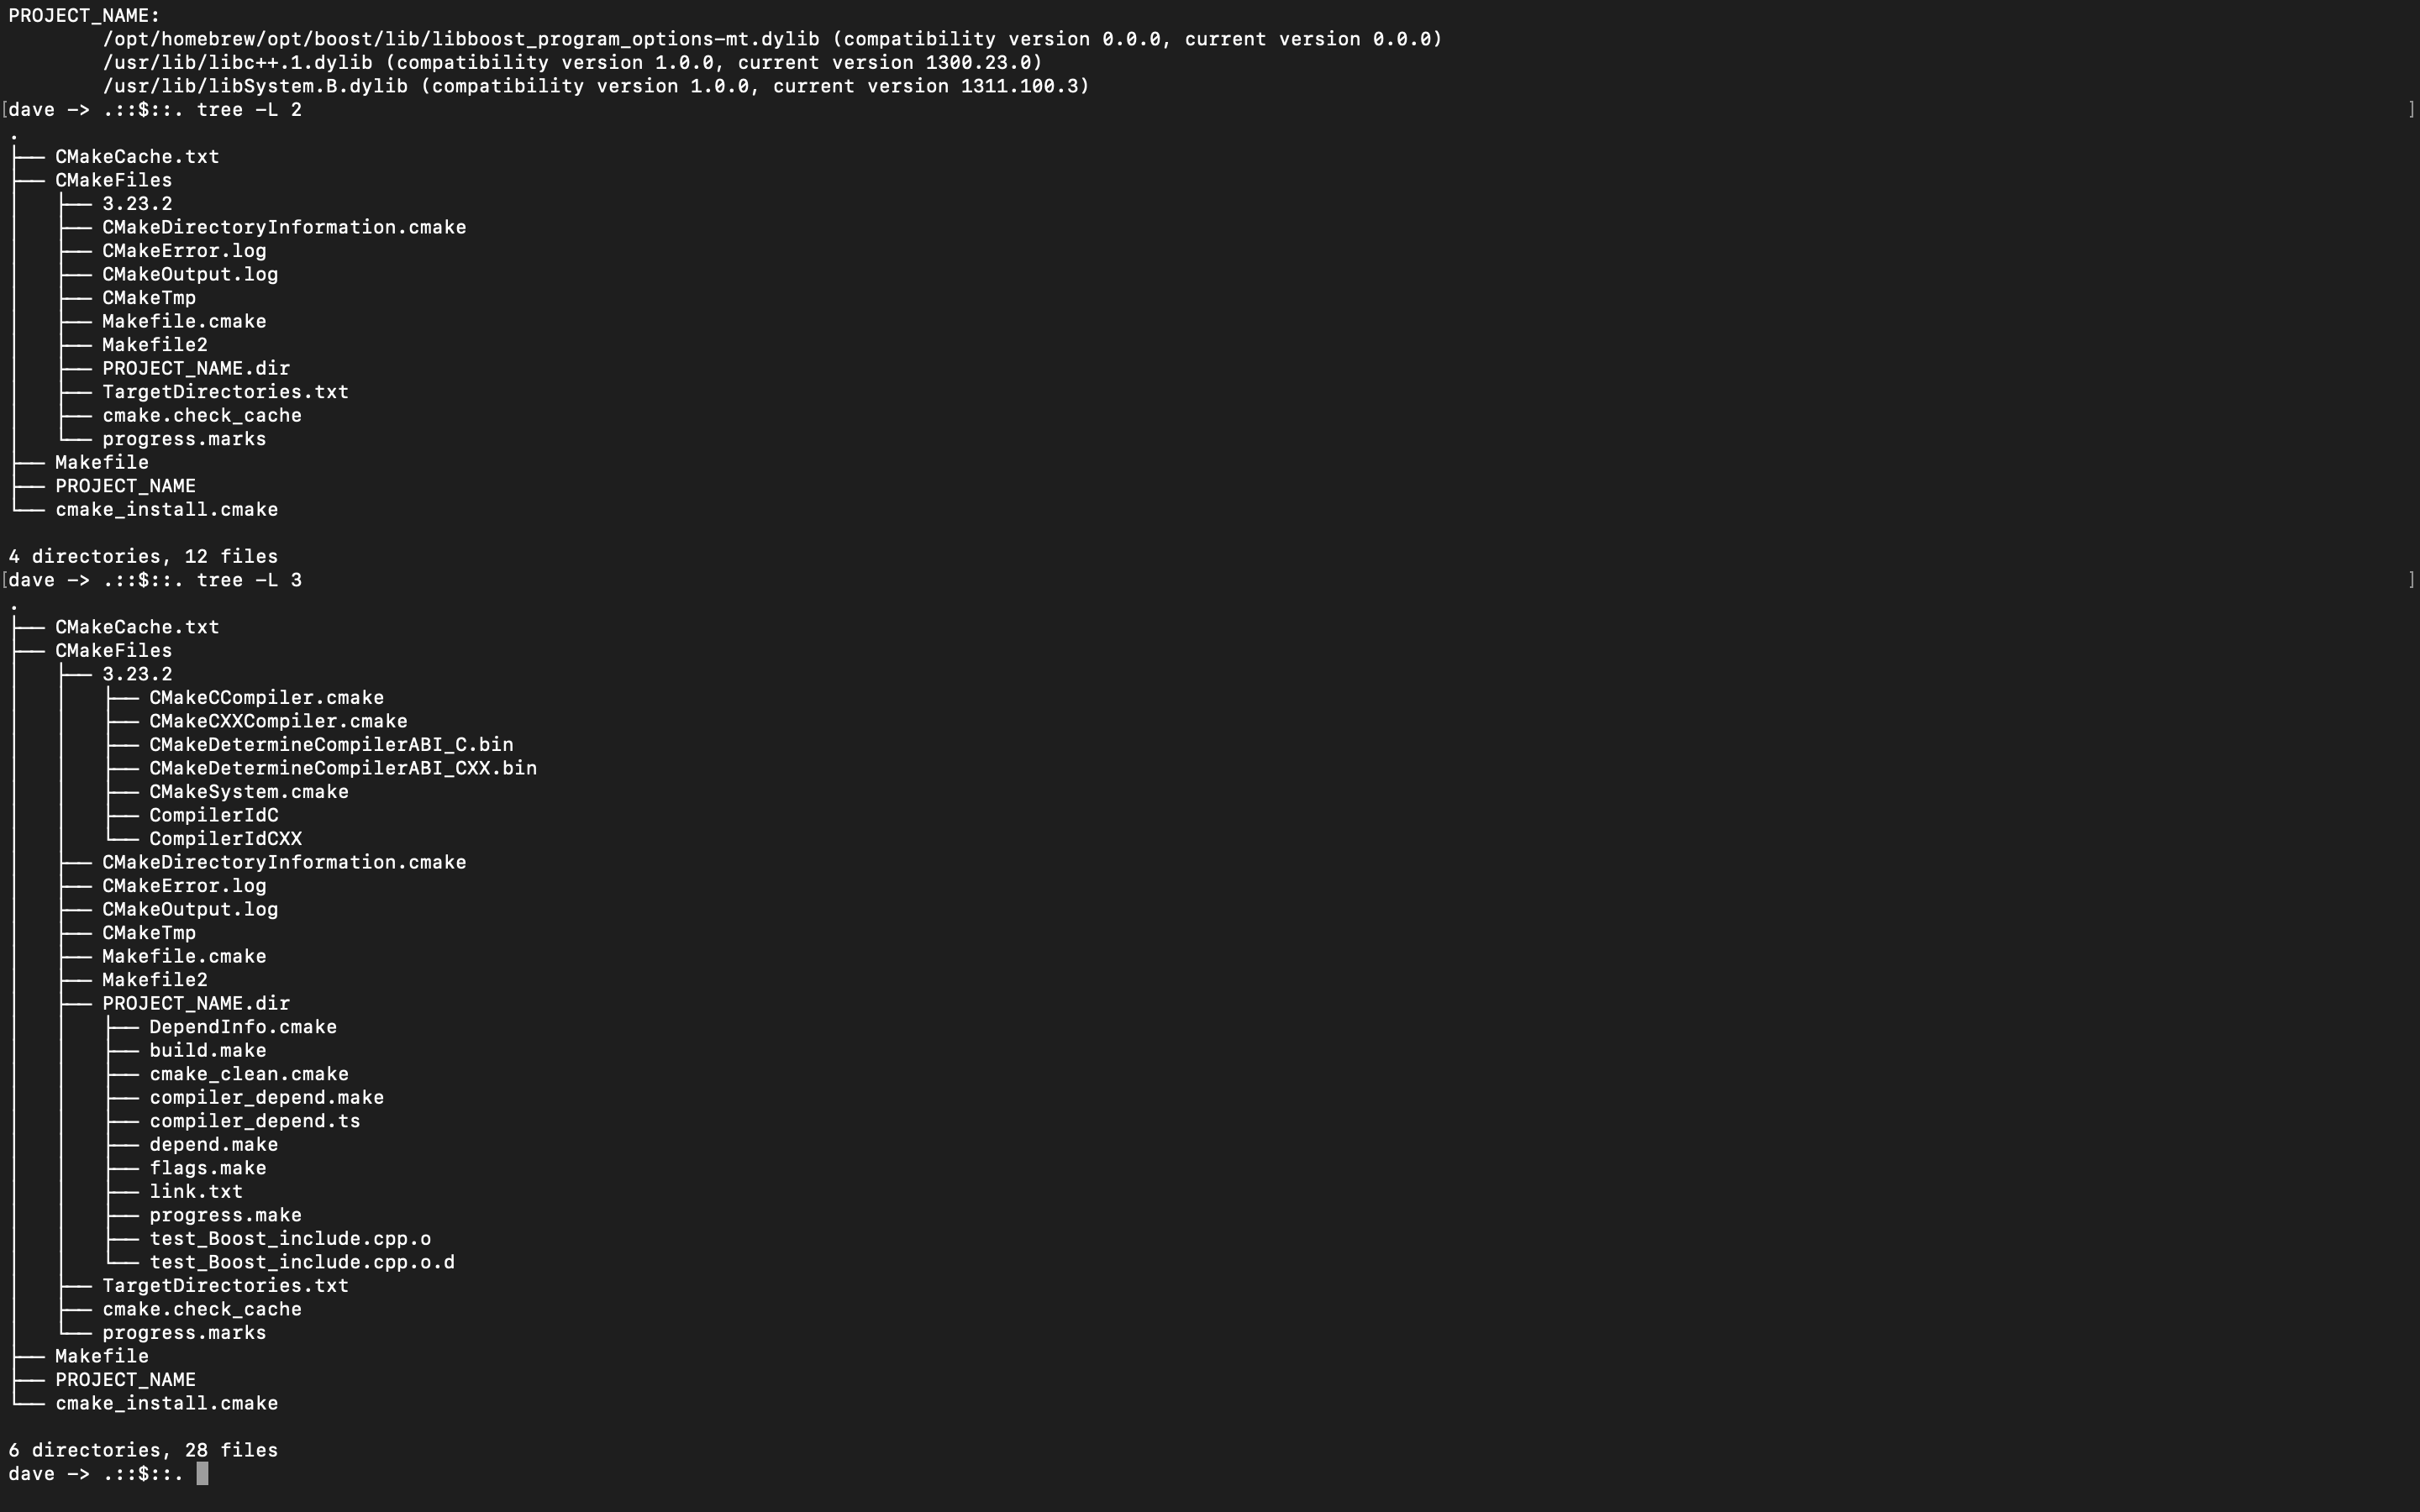 PROJECT_NAME:
        /opt/homebrew/opt/boost/lib/libboost_program_options-mt.dylib (compatibility version 0.0.0, current version 0.0.0)
        /usr/lib/libc++.1.dylib (compatibility version 1.0.0, current version 1300.23.0)
        /usr/lib/libSystem.B.dylib (compatibility version 1.0.0, current version 1311.100.3)
[dave -> .::$::. tree -L 2 ]
.
├── CMakeCache.txt
├── CMakeFiles
│   ├── 3.23.2
│   ├── CMakeDirectoryInformation.cmake
│   ├── CMakeError.log
│   ├── CMakeOutput.log
│   ├── CMakeTmp
│   ├── Makefile.cmake
│   ├── Makefile2
│   ├── PROJECT_NAME.dir
│   ├── TargetDirectories.txt
│   ├── cmake.check_cache
│   └── progress.marks
├── Makefile
├── PROJECT_NAME
└── cmake_install.cmake

4 directories, 12 files
[dave -> .::$::. tree -L 3 ]
.
├── CMakeCache.txt
├── CMakeFiles
│   ├── 3.23.2
│   │   ├── CMakeCCompiler.cmake
│   │   ├── CMakeCXXCompiler.cmake
│   │   ├── CMakeDetermineCompilerABI_C.bin
│   │   ├── CMakeDetermineCompilerABI_CXX.bin
│   │   ├── CMakeSystem.cmake
│   │   ├── CompilerIdC
│   │   └── CompilerIdCXX
│   ├── CMakeDirectoryInformation.cmake
│   ├── CMakeError.log
│   ├── CMakeOutput.log
│   ├── CMakeTmp
│   ├── Makefile.cmake
│   ├── Makefile2
│   ├── PROJECT_NAME.dir
│   │   ├── DependInfo.cmake
│   │   ├── build.make
│   │   ├── cmake_clean.cmake
│   │   ├── compiler_depend.make
│   │   ├── compiler_depend.ts
│   │   ├── depend.make
│   │   ├── flags.make
│   │   ├── link.txt
│   │   ├── progress.make
│   │   ├── test_Boost_include.cpp.o
│   │   └── test_Boost_include.cpp.o.d
│   ├── TargetDirectories.txt
│   ├── cmake.check_cache
│   └── progress.marks
├── Makefile
├── PROJECT_NAME
└── cmake_install.cmake

6 directories, 28 files
dave -> .::$::.